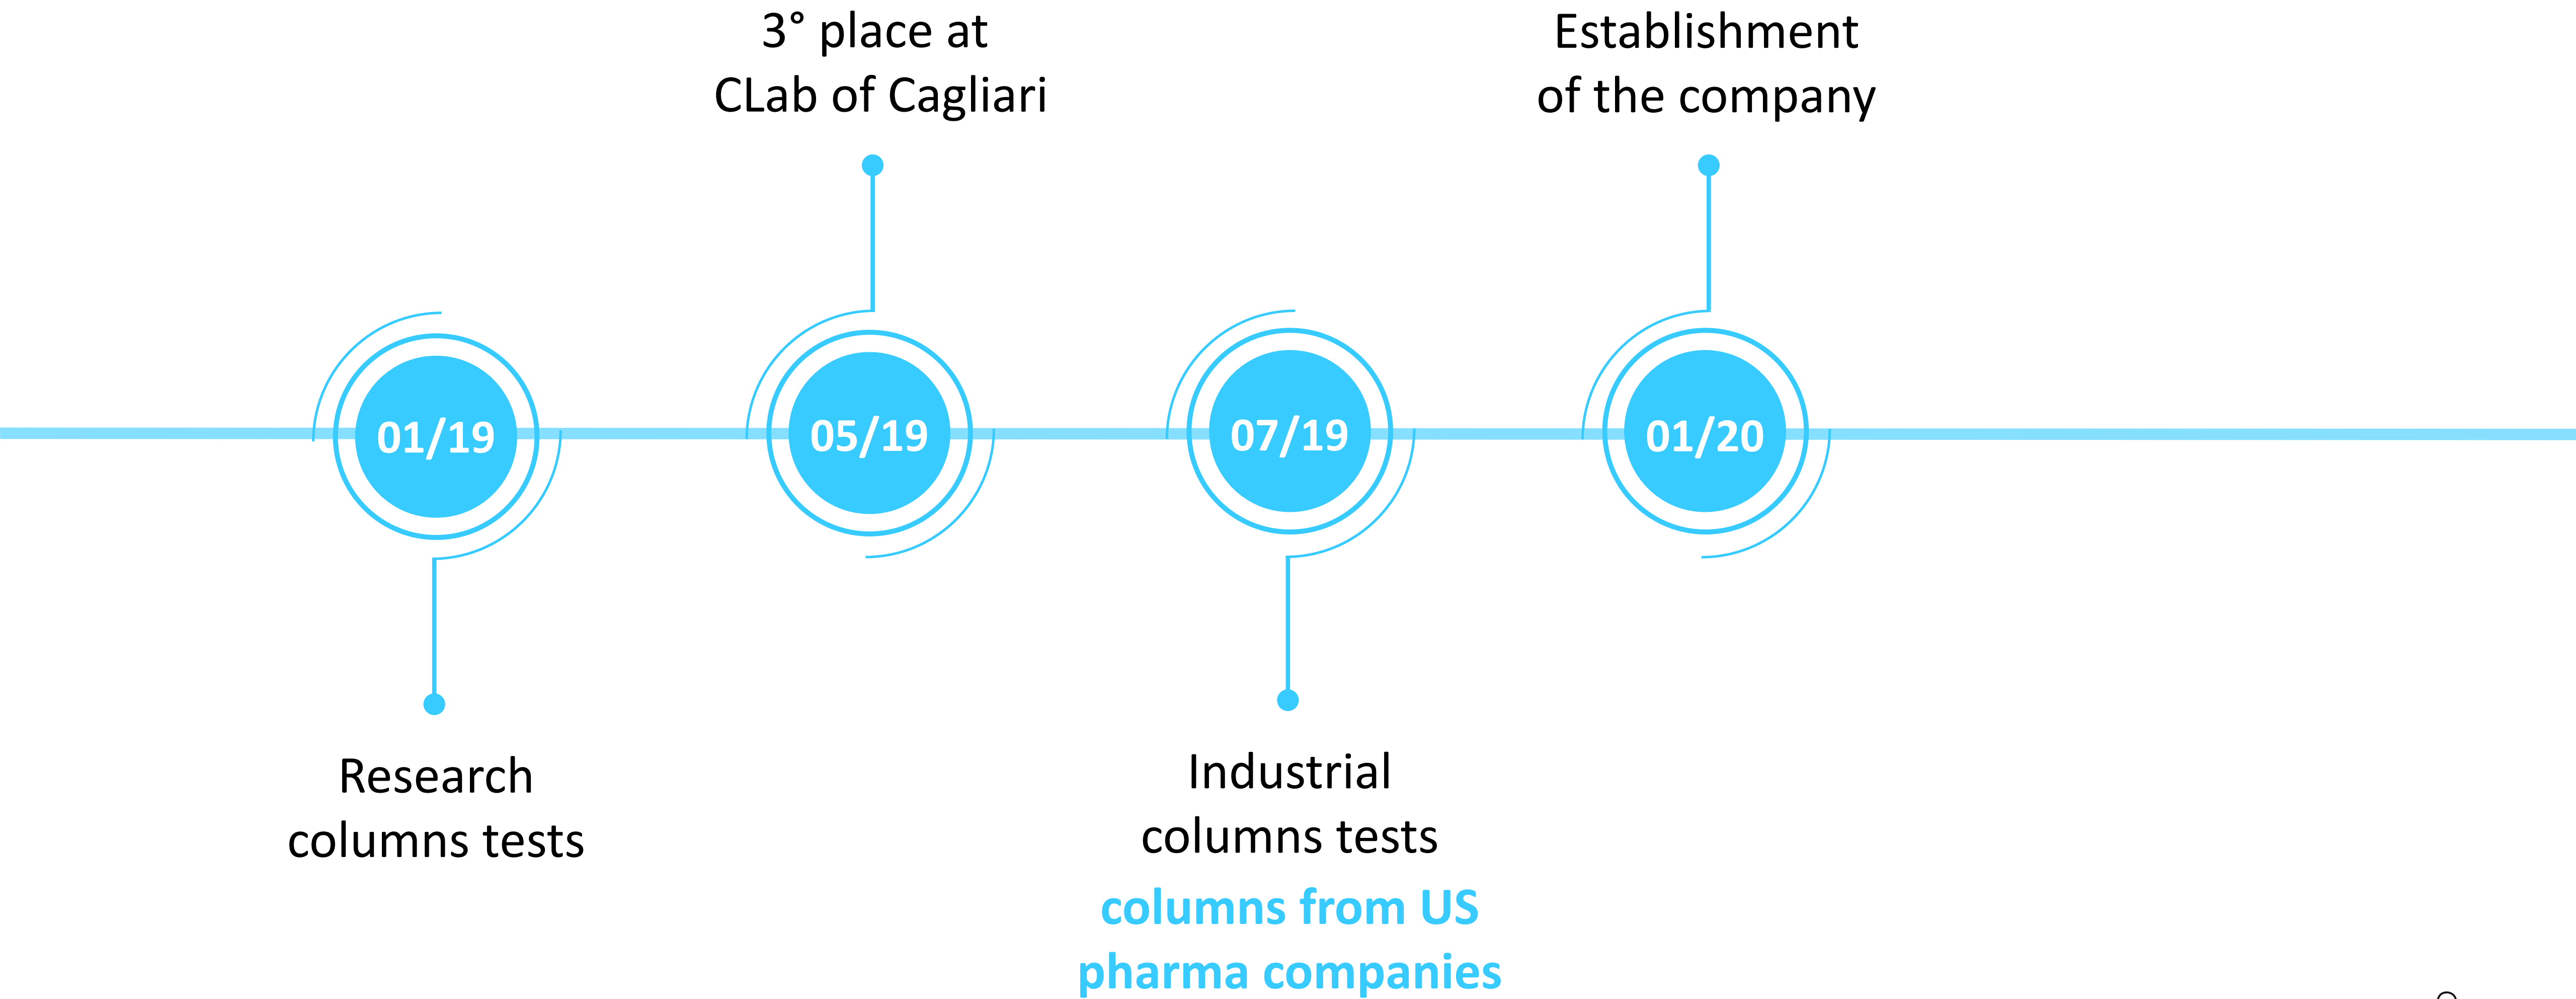 3° place at
CLab of Cagliari
Establishment
of the company
01/19
05/19
07/19
01/20
Research
columns tests
Industrial
columns tests
columns from US
pharma companies